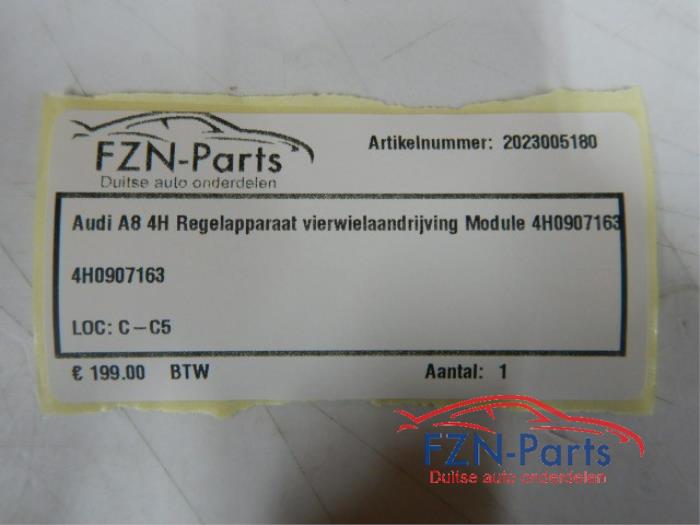 FZN-Parts
Duitse auto onderdelen
Artikelnummer: 2023005180
Audi A8 4H Regelapparaat vierwielaandrijving Module 4H0907163
4H0907163
LOC: C-C5
€ 199.00 BTW
Aantal: 1
FZN-Parts
Duitse auto onderdelen